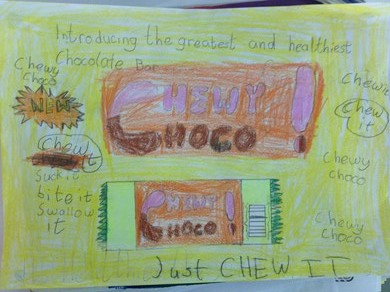 Introducing the greatest and healthiest
Chocolate Bar
Chewy
Choco
NEW
CHEWY
CHOCO!
Chewy
Chew
it
Chew it
Suck it
bite it
Swallow
it
Chewy
choco
CHEWY
CHOCO!
Chewy
Choco
Just CHEW IT